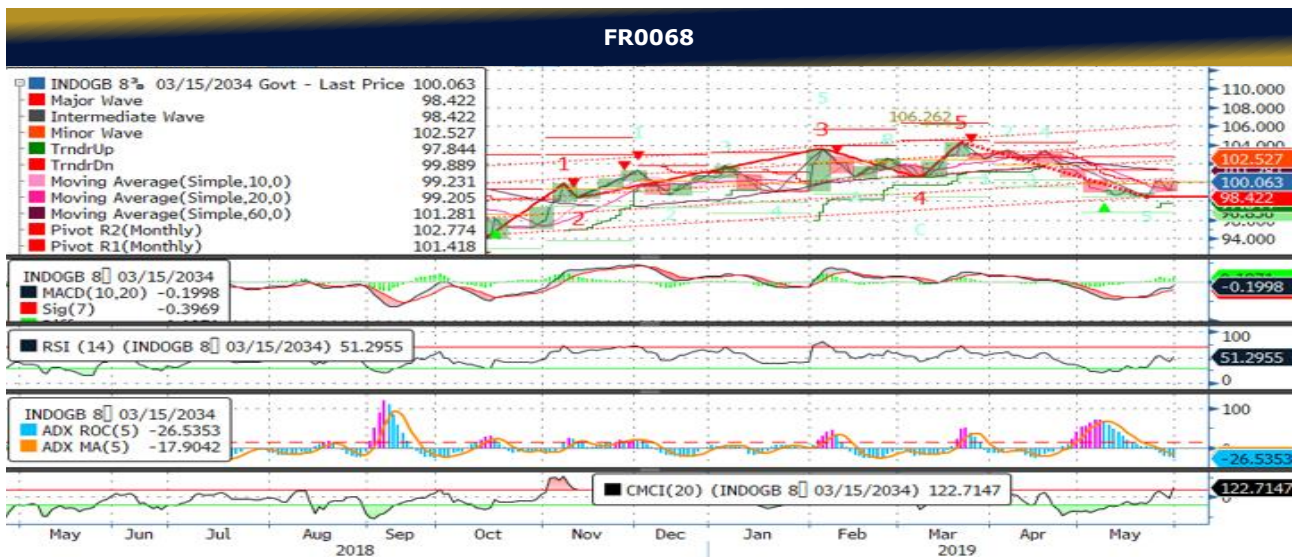 FR0068
INDOGB 8⅜ 03/15/2034 Govt - Last Price 100.063
Major Wave 98.422
Intermediate Wave 98.422
Minor Wave 102.527
TrndrUp 97.844
TrndrDn 99.889
Moving Average(Simple,10,0) 99.231
Moving Average(Simple,20,0) 99.205
Moving Average(Simple,60,0) 101.281
Pivot R2(Monthly) 102.774
Pivot R1(Monthly) 101.418
1
2
3
4
5
106.262
5
B
C
2
4
2
4
5
110.000
108.000
106.000
104.000
102.527
100.063
98.422
94.000
INDOGB 8▯ 03/15/2034
MACD(10,20) -0.1998
Sig(7) -0.3969
-0.1998
RSI (14) (INDOGB 8▯ 03/15/2034) 51.2955
100
51.2955
0
INDOGB 8▯ 03/15/2034
ADX ROC(5) -26.5353
ADX MA(5) -17.9042
100
-26.5353
CMCI(20) (INDOGB 8▯ 03/15/2034) 122.7147
122.7147
May Jun Jul Aug Sep Oct Nov Dec Jan Feb Mar Apr May
2018 2019